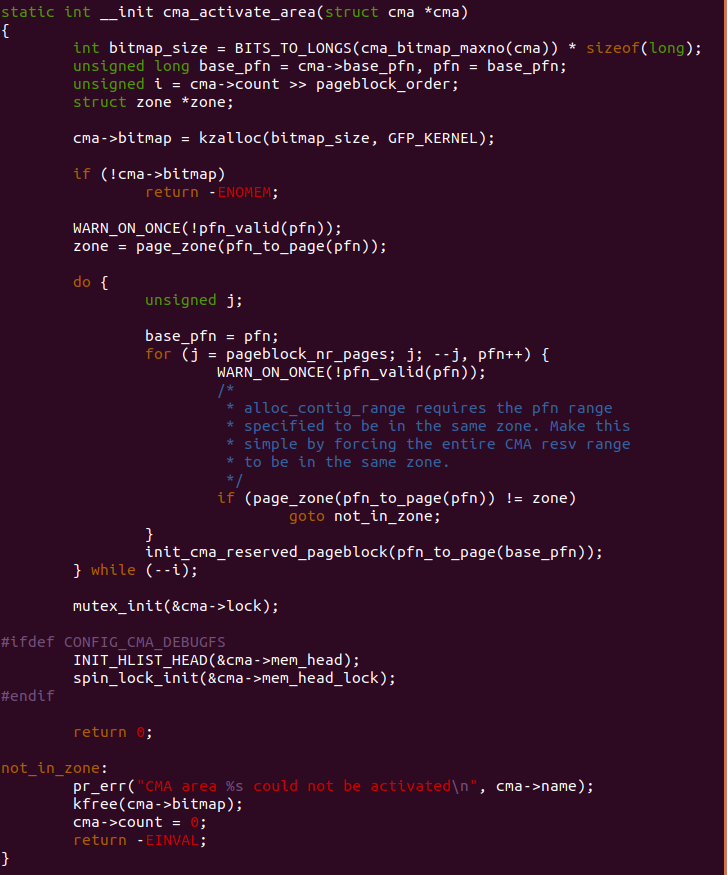 static int __init cma_activate_area(struct cma *cma)
{
        int bitmap_size = BITS_TO_LONGS(cma_bitmap_maxno(cma)) * sizeof(long);
        unsigned long base_pfn = cma->base_pfn, pfn = base_pfn;
        unsigned i = cma->count >> pageblock_order;
        struct zone *zone;

        cma->bitmap = kzalloc(bitmap_size, GFP_KERNEL);

        if (!cma->bitmap)
                return -ENOMEM;

        WARN_ON_ONCE(!pfn_valid(pfn));
        zone = page_zone(pfn_to_page(pfn));

        do {
                unsigned j;

                base_pfn = pfn;
                for (j = pageblock_nr_pages; j; --j, pfn++) {
                        WARN_ON_ONCE(!pfn_valid(pfn));
                        /*
                         * alloc_contig_range requires the pfn range
                         * specified to be in the same zone. Make this
                         * simple by forcing the entire CMA resv range
                         * to be in the same zone.
                         */
                        if (page_zone(pfn_to_page(pfn)) != zone)
                                goto not_in_zone;
                }
                init_cma_reserved_pageblock(pfn_to_page(base_pfn));
        } while (--i);

        mutex_init(&cma->lock);

#ifdef CONFIG_CMA_DEBUGFS
        INIT_HLIST_HEAD(&cma->mem_head);
        spin_lock_init(&cma->mem_head_lock);
#endif

        return 0;

not_in_zone:
        pr_err("CMA area %s could not be activated\n", cma->name);
        kfree(cma->bitmap);
        cma->count = 0;
        return -EINVAL;
}